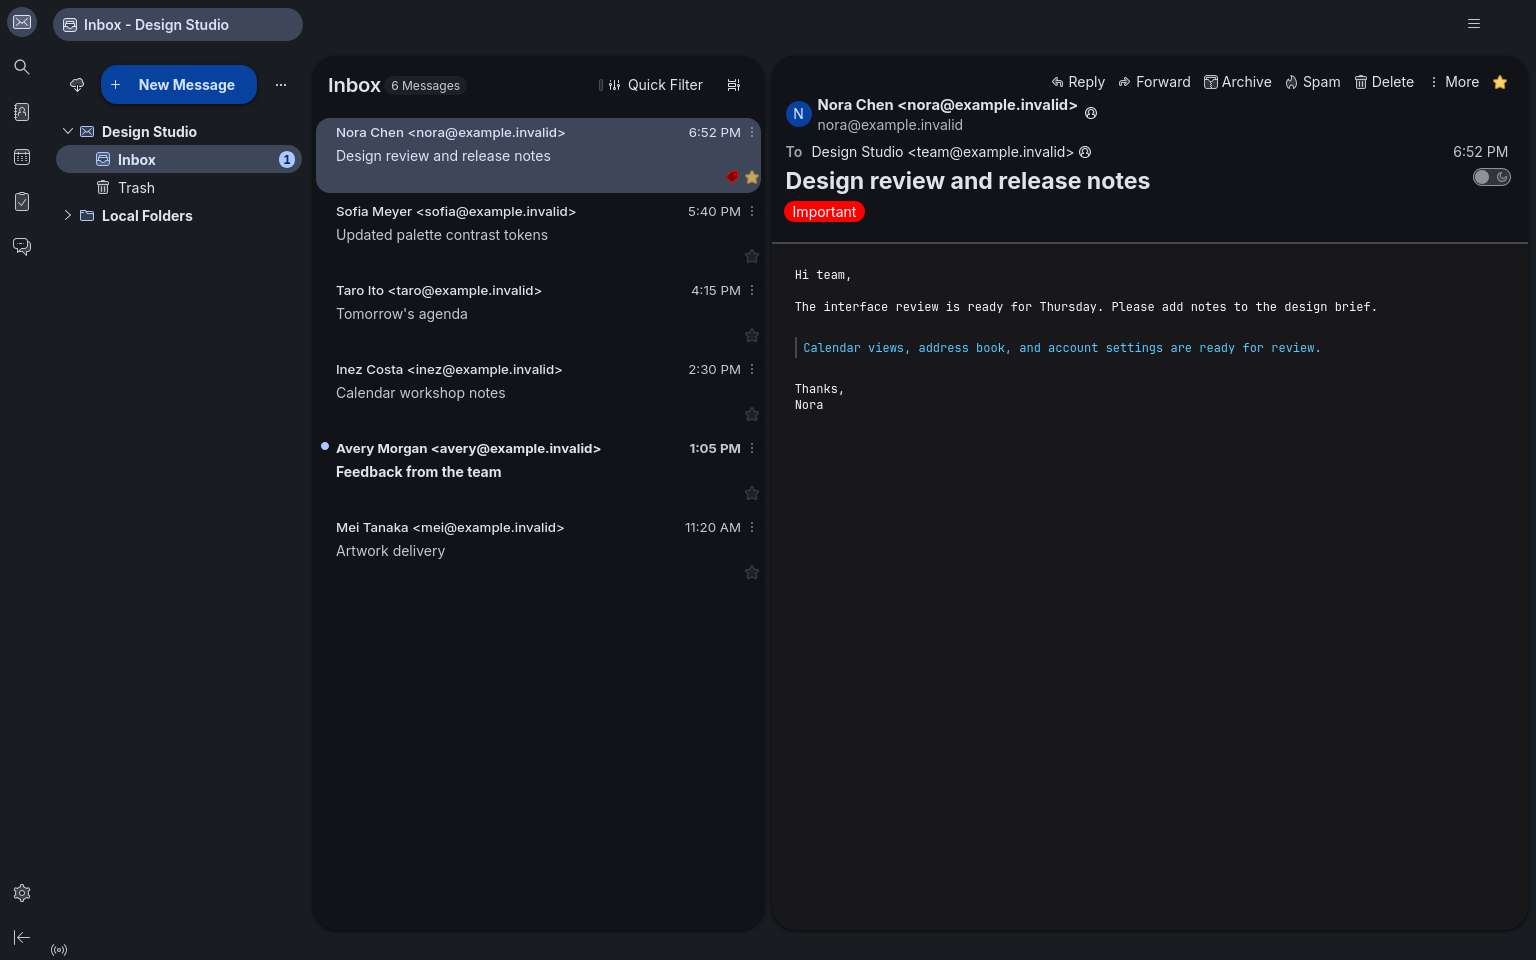 Inbox - Design Studio
New Message
Design Studio
Inbox
1
Trash
Local Folders
Inbox
6 Messages
Quick Filter
Nora Chen <nora@example.invalid>
6:52 PM
Design review and release notes
Sofia Meyer <sofia@example.invalid>
5:40 PM
Updated palette contrast tokens
Taro Ito <taro@example.invalid>
4:15 PM
Tomorrow's agenda
Inez Costa <inez@example.invalid>
2:30 PM
Calendar workshop notes
Avery Morgan <avery@example.invalid>
1:05 PM
Feedback from the team
Mei Tanaka <mei@example.invalid>
11:20 AM
Artwork delivery
Reply
Forward
Archive
Spam
Delete
More
N
Nora Chen <nora@example.invalid>
nora@example.invalid
To Design Studio <team@example.invalid>
6:52 PM
Design review and release notes
Important
Hi team,
The interface review is ready for Thursday. Please add notes to the design brief.
Calendar views, address book, and account settings are ready for review.
Thanks,
Nora